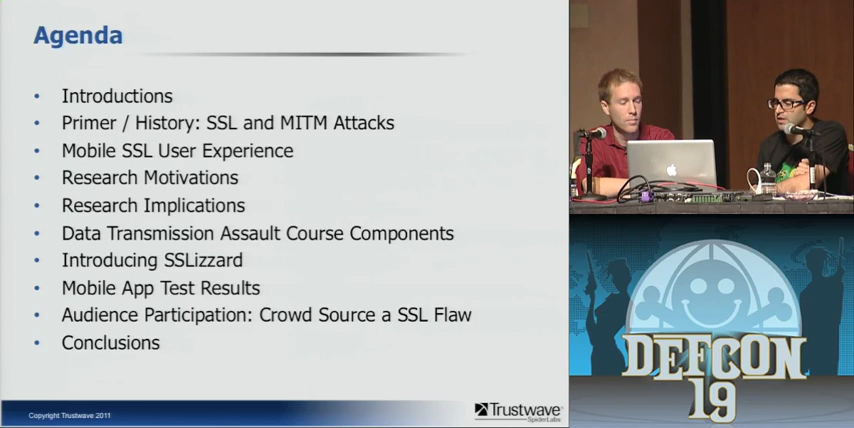 Agenda
• Introductions
• Primer / History: SSL and MITM Attacks
• Mobile SSL User Experience
• Research Motivations
• Research Implications
• Data Transmission Assault Course Components
• Introducing SSLizzard
• Mobile App Test Results
• Audience Participation: Crowd Source a SSL Flaw
• Conclusions
Copyright Trustwave 2011
Trustwave®
SpiderLabs
DEFCON
19